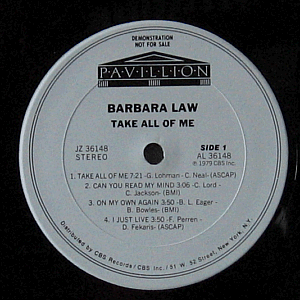 DEMONSTRATION
NOT FOR SALE
PAVILLION
BARBARA LAW
TAKE ALL OF ME
JZ 36148
STEREO
SIDE 1
AL 36148
℗ 1979 CBS Inc.
1. TAKE ALL OF ME 7:21 -G. Lohman - C. Neal- (ASCAP)
2. CAN YOU READ MY MIND 3:06 -C. Lord -
C. Jackson- (BMI)
3. ON MY OWN AGAIN 3:50 -B. L. Eager -
B. Bowles- (BMI)
4. I JUST LIVE 3:50 -F. Perren -
D. Fekaris- (ASCAP)
Distributed by CBS Records / CBS Inc. / 51 W. 52 Street, New York, N.Y.